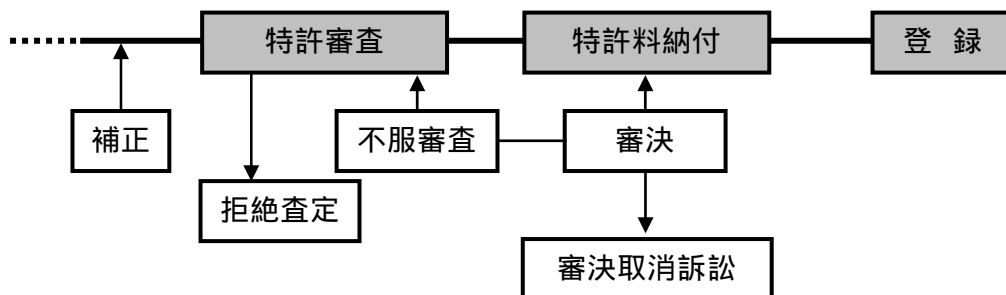 特許審査
特許料納付
登 録
補正
不服審査
審決
拒絶査定
審決取消訴訟